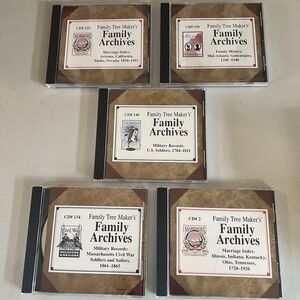 CD# 225
Family Tree Maker's
Family
Archives
Marriage Index:
Arizona, California,
Idaho, Nevada, 1850-1951
Family Tree Maker's
Family
Archives
Family History:
Mid-Atlantic Genealogies,
1340-1940
CD# 146
Family Tree Maker's
Family
Archives
Military Records:
U.S. Soldiers, 1784-1811
CD# 134
Family Tree Maker's
Family
Archives
Military Records:
Massachusetts Civil War
Soldiers and Sailors,
1861-1865
CD# 2
Family Tree Maker's
Family
Archives
Marriage Index:
Illinois, Indiana, Kentucky,
Ohio, Tennessee,
1720-1926